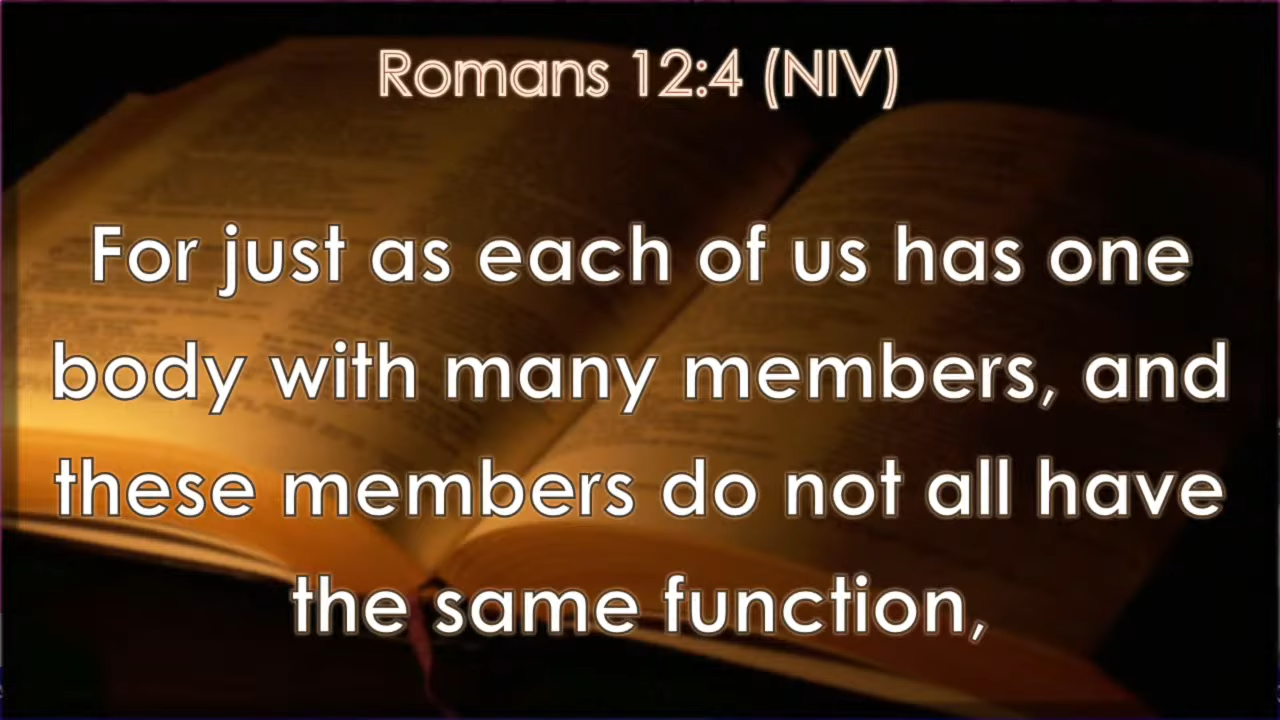 Romans 12:4 (NIV)
For just as each of us has one
body with many members, and
these members do not all have
the same function,